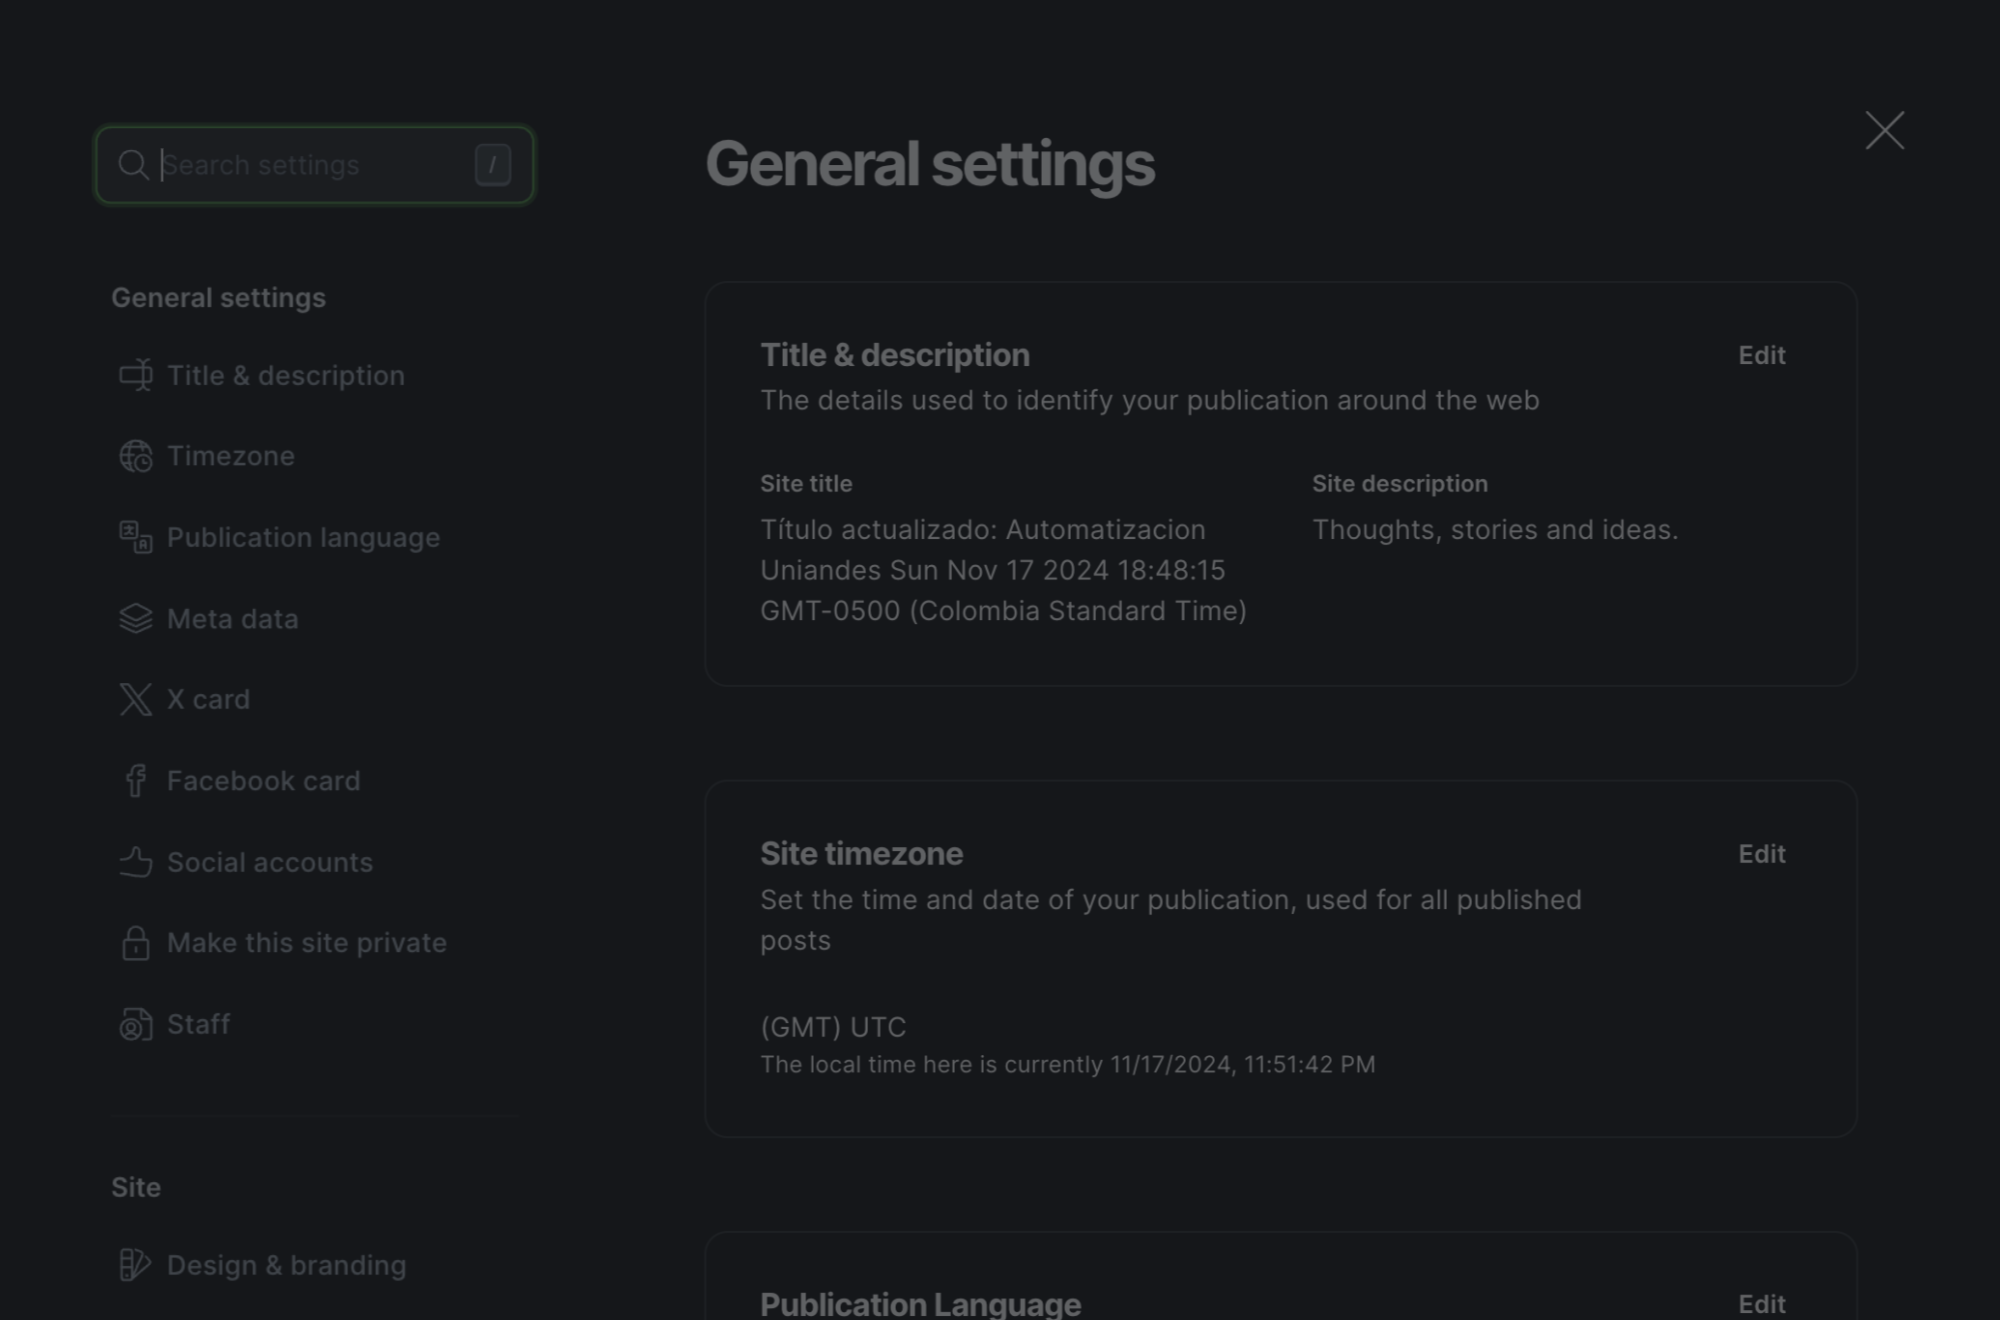 Search settings /
General settings
Title & description
Timezone
Publication language
Meta data
X card
Facebook card
Social accounts
Make this site private
Staff
Site
Design & branding
General settings
Title & description
Edit
The details used to identify your publication around the web
Site title
Título actualizado: Automatizacion
Uniandes Sun Nov 17 2024 18:48:15
GMT-0500 (Colombia Standard Time)
Site description
Thoughts, stories and ideas.
Site timezone
Edit
Set the time and date of your publication, used for all published
posts
(GMT) UTC
The local time here is currently 11/17/2024, 11:51:42 PM
Publication Language
Edit